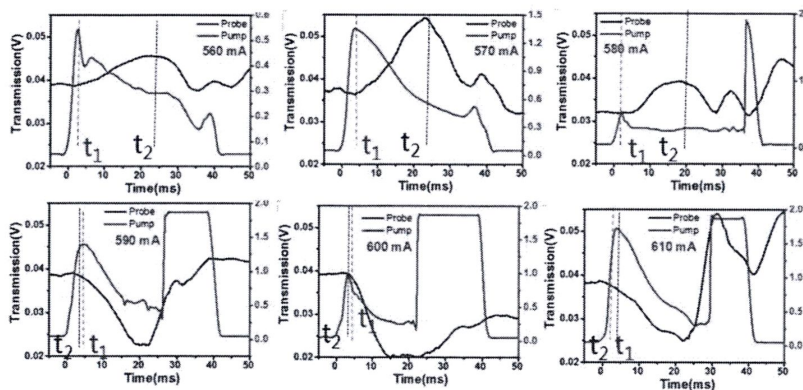 Transmission(V)
0.05
0.04
0.03
0.02
Probe
Pump
560 mA
t1
t2
0.6
0.5
0.4
0.3
0.2
0.1
0.0
0 10 20 30 40 50
Time(ms)
Transmission(V)
0.05
0.04
0.03
0.02
Probe
Pump
570 mA
t1
t2
1.5
1.2
0.9
0.6
0.3
0.0
0 10 20 30 40 50
Time(ms)
Transmission(V)
0.05
0.04
0.03
0.02
Probe
Pump
580 mA
t1
t2
2.0
1.5
1.0
0.5
0.0
0 10 20 30 40 50
Time(ms)
Transmission(V)
0.05
0.04
0.03
0.02
Probe
Pump
590 mA
t2
t1
2.0
1.5
1.0
0.5
0.0
0 10 20 30 40 50
Time(ms)
Transmission(V)
0.05
0.04
0.03
0.02
Probe
Pump
600 mA
t2
t1
2.0
1.5
1.0
0.5
0.0
0 10 20 30 40 50
Time(ms)
Transmission(V)
0.05
0.04
0.03
0.02
Probe
Pump
610 mA
t2
t1
2.0
1.5
1.0
0.5
0.0
0 10 20 30 40 50
Time(ms)